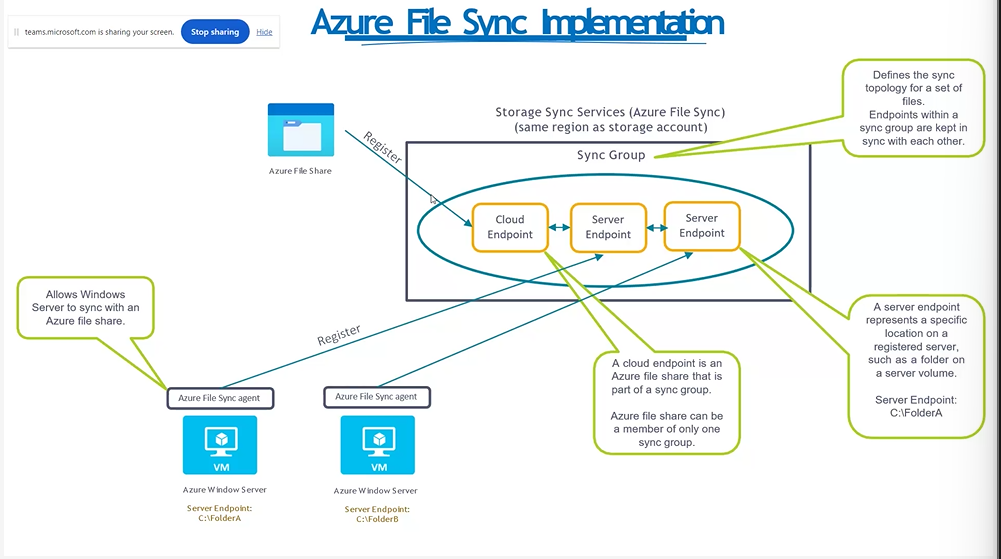 Azure File Sync Implementation
teams.microsoft.com is sharing your screen.
Stop sharing
Hide
Defines the sync
topology for a set of
files.
Endpoints within a
sync group are kept in
sync with each other.
Storage Sync Services (Azure File Sync)
(same region as storage account)
Sync Group
Register
Azure File Share
Cloud
Endpoint
Server
Endpoint
Server
Endpoint
Allows Windows
Server to sync with an
Azure file share.
Register
A server endpoint
represents a specific
location on a
registered server,
such as a folder on
a server volume.
Server Endpoint:
C:\FolderA
A cloud endpoint is an
Azure file share that is
part of a sync group.
Azure file share can be
a member of only one
sync group.
Azure File Sync agent
Azure File Sync agent
VM
VM
Azure Window Server
Azure Window Server
Server Endpoint:
C:\FolderA
Server Endpoint:
C:\FolderB